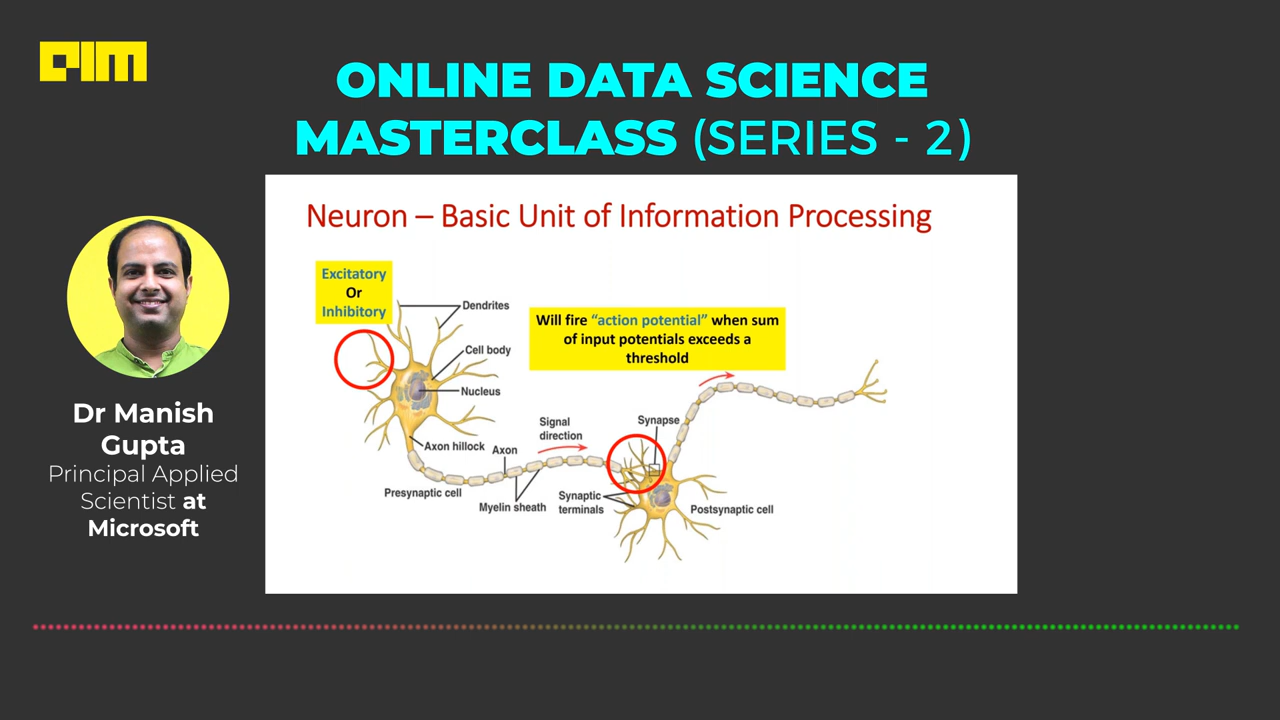 AIM
ONLINE DATA SCIENCE
MASTERCLASS (SERIES - 2)
Dr Manish
Gupta
Principal Applied
Scientist at
Microsoft
Neuron – Basic Unit of Information Processing
Excitatory
Or
Inhibitory
Dendrites
Will fire “action potential” when sum
of input potentials exceeds a
threshold
Cell body
Nucleus
Signal
direction
Synapse
Axon hillock
Axon
Presynaptic cell
Myelin sheath
Synaptic
terminals
Postsynaptic cell